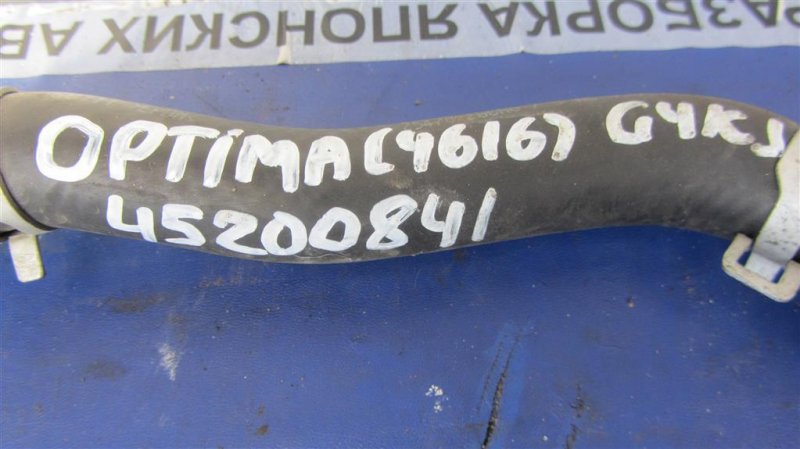 РАЗБОРКА ЯПОНСКИХ АВ
OPTIMA (4616) G4KJ
45200841